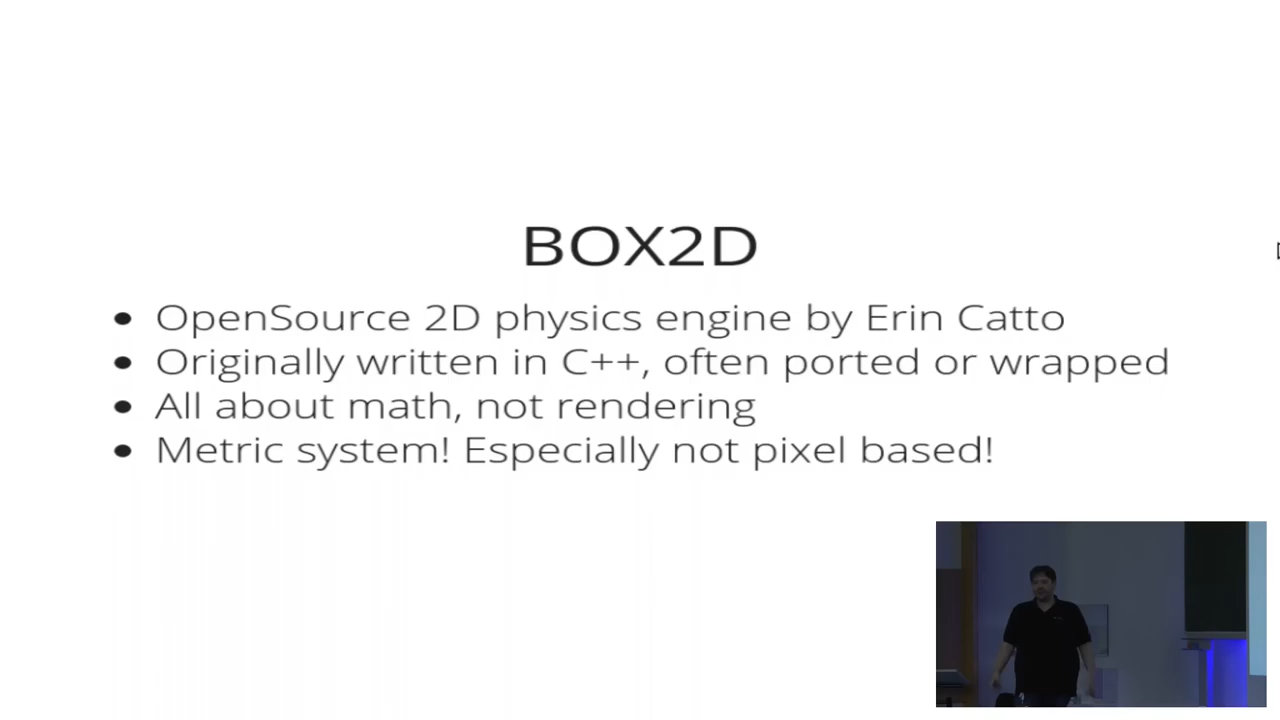 BOX2D
OpenSource 2D physics engine by Erin Catto
Originally written in C++, often ported or wrapped
All about math, not rendering
Metric system! Especially not pixel based!